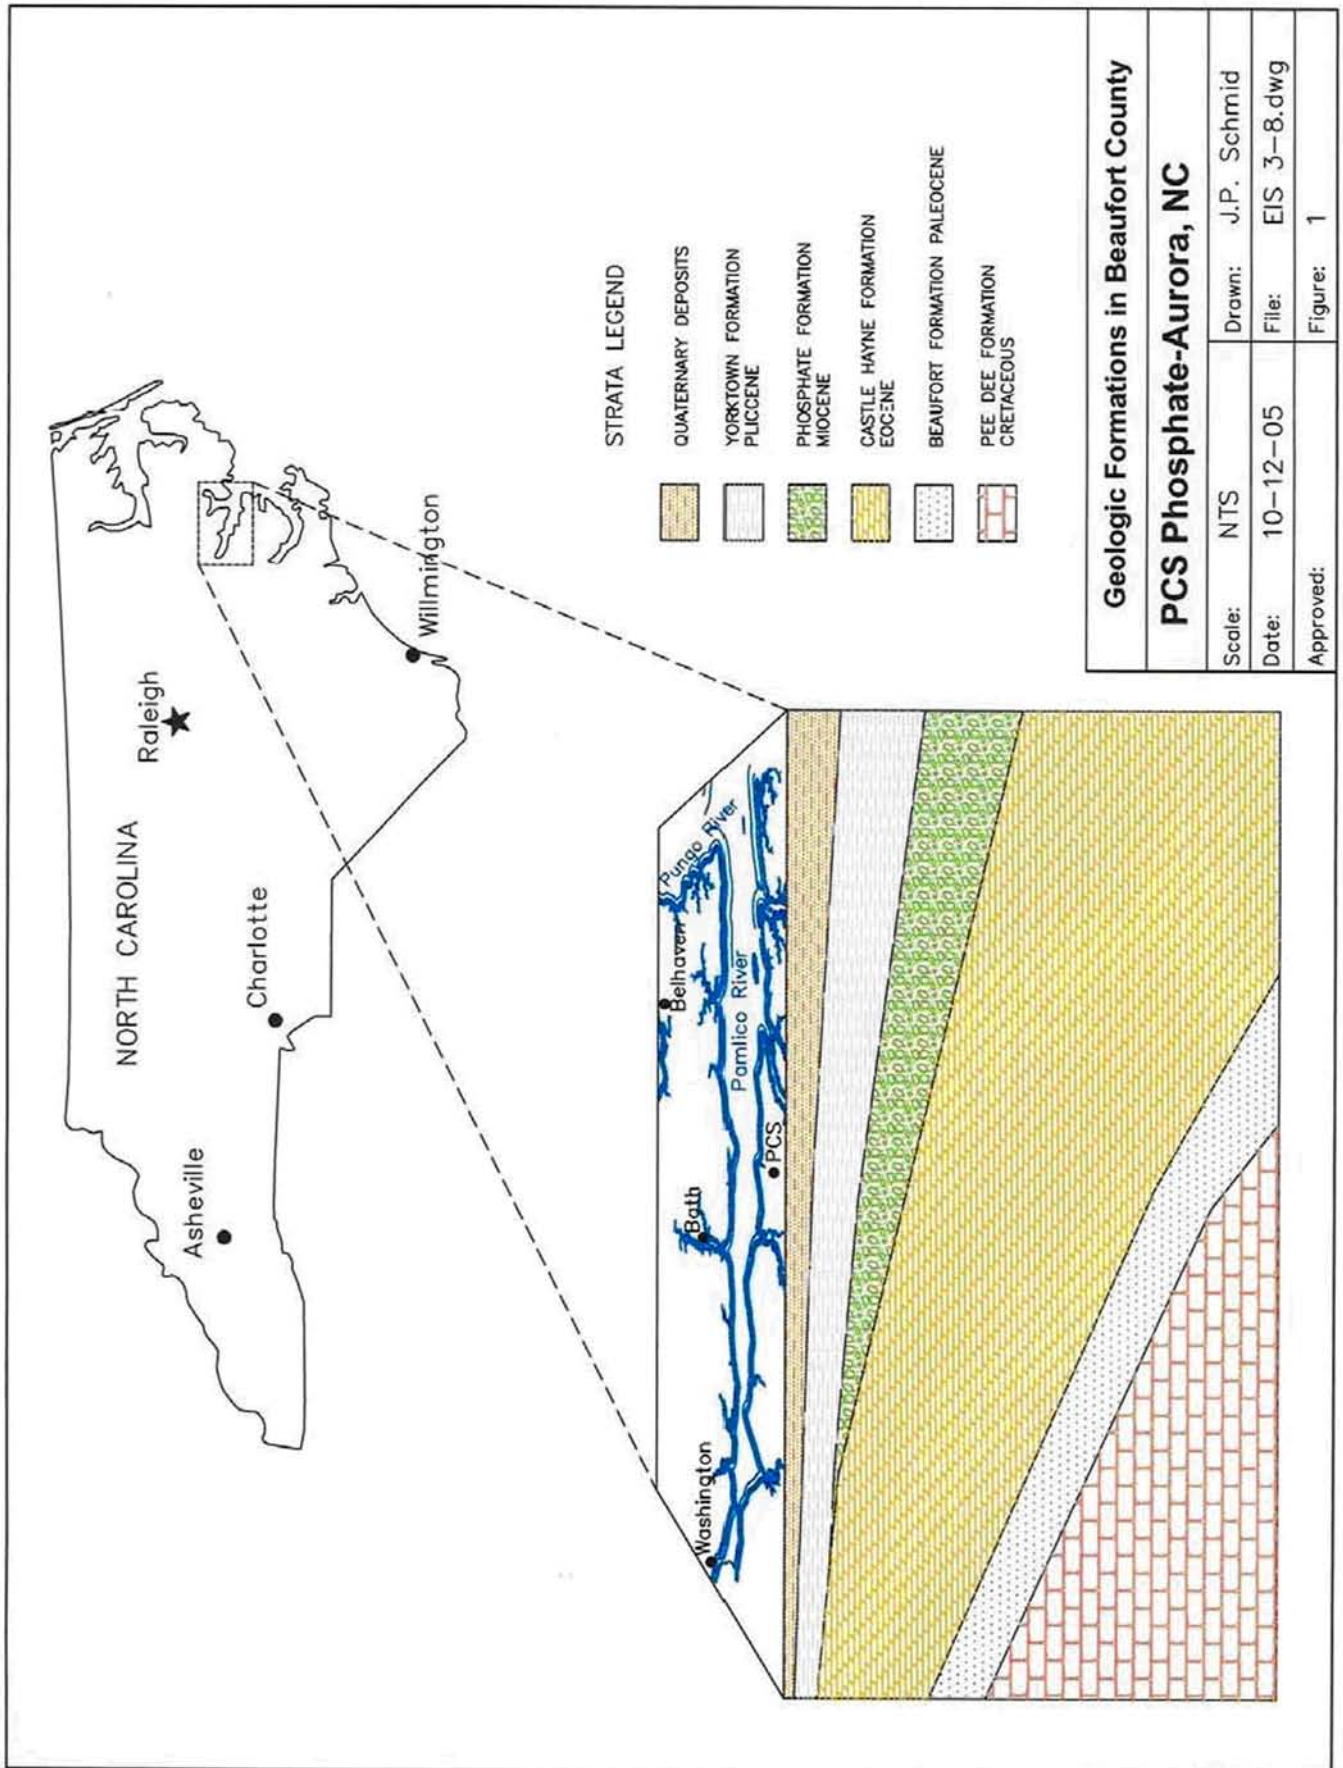 NORTH CAROLINA
Asheville
Charlotte
Raleigh
Willmington
Washington
Bath
Belhaven
Pungo River
Pamlico River
PCS
STRATA LEGEND
QUATERNARY DEPOSITS
YORKTOWN FORMATION
PLICCENE
PHOSPHATE FORMATION
MIOCENE
CASTLE HAYNE FORMATION
EOCENE
BEAUFORT FORMATION PALEOCENE
PEE DEE FORMATION
CRETACEOUS
Geologic Formations in Beaufort County
PCS Phosphate-Aurora, NC
Scale: NTS
Drawn: J.P. Schmid
Date: 10-12-05
File: EIS 3-8.dwg
Approved:
Figure: 1